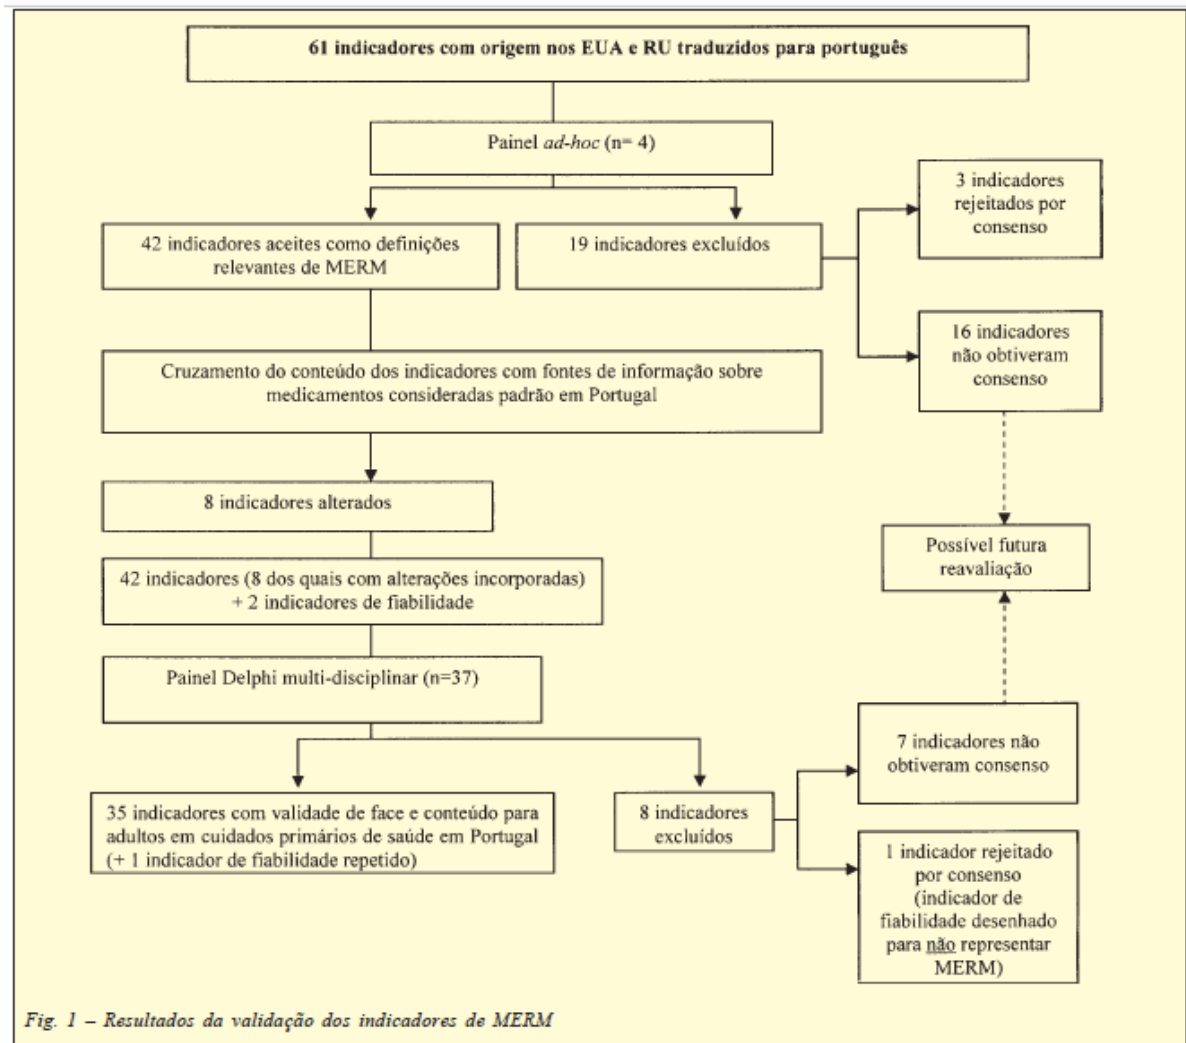 61 indicadores com origem nos EUA e RU traduzidos para português
Painel ad-hoc (n= 4)
3 indicadores
rejeitados por
consenso
42 indicadores aceites como definições
relevantes de MERM
19 indicadores excluídos
16 indicadores
não obtiveram
consenso
Cruzamento do conteúdo dos indicadores com fontes de informação sobre
medicamentos consideradas padrão em Portugal
8 indicadores alterados
Possível futura
reavaliação
42 indicadores (8 dos quais com alterações incorporadas)
+ 2 indicadores de fiabilidade
Painel Delphi multi-disciplinar (n=37)
7 indicadores não
obtiveram consenso
35 indicadores com validade de face e conteúdo para
adultos em cuidados primários de saúde em Portugal
(+ 1 indicador de fiabilidade repetido)
8 indicadores
excluídos
1 indicador rejeitado
por consenso
(indicador de
fiabilidade desenhado
para não representar
MERM)
Fig. 1 – Resultados da validação dos indicadores de MERM